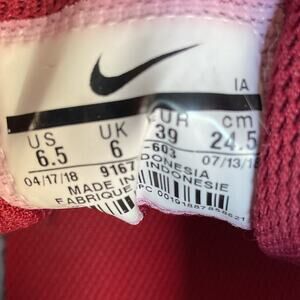 IA
US UK EUR cm
6.5 6 39 24.5
04/17/18 9167 603 07/13/18
MADE IN INDONESIA
FABRIQUE INDONESIE
UPC